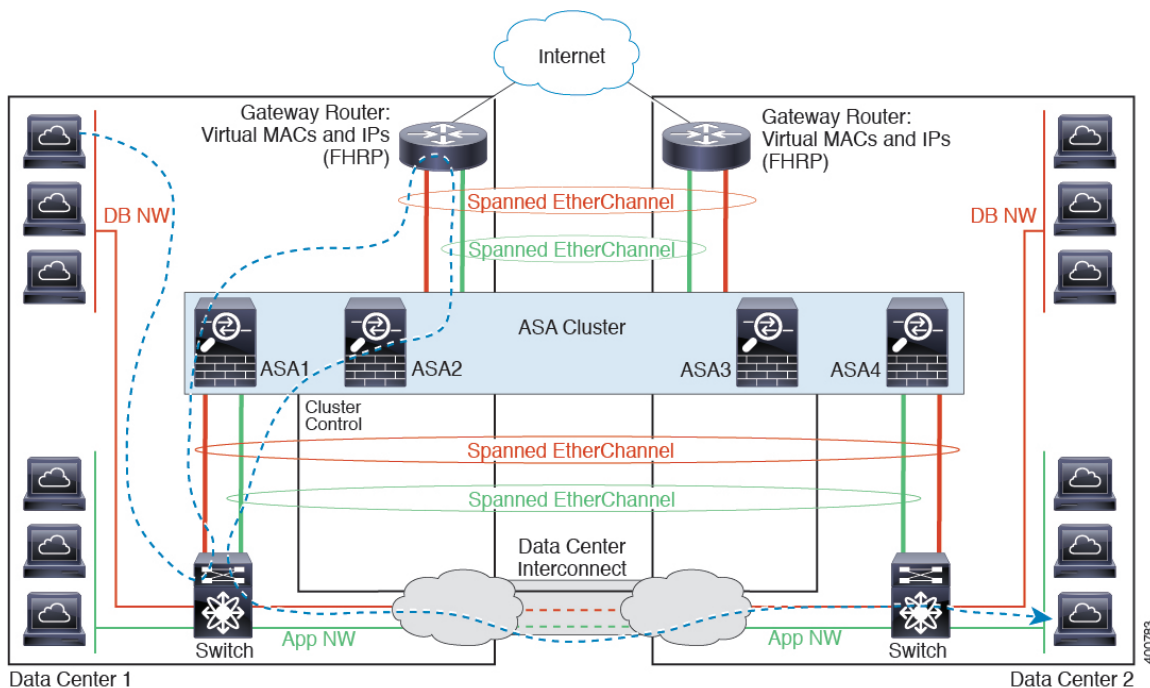 Internet
Gateway Router:
Virtual MACs and IPs
(FHRP)
Gateway Router:
Virtual MACs and IPs
(FHRP)
DB NW
Spanned EtherChannel
DB NW
Spanned EtherChannel
ASA Cluster
ASA1
ASA2
ASA3
ASA4
Cluster
Control
Spanned EtherChannel
Spanned EtherChannel
Data Center
Interconnect
App NW
App NW
Switch
Switch
400793
Data Center 1
Data Center 2